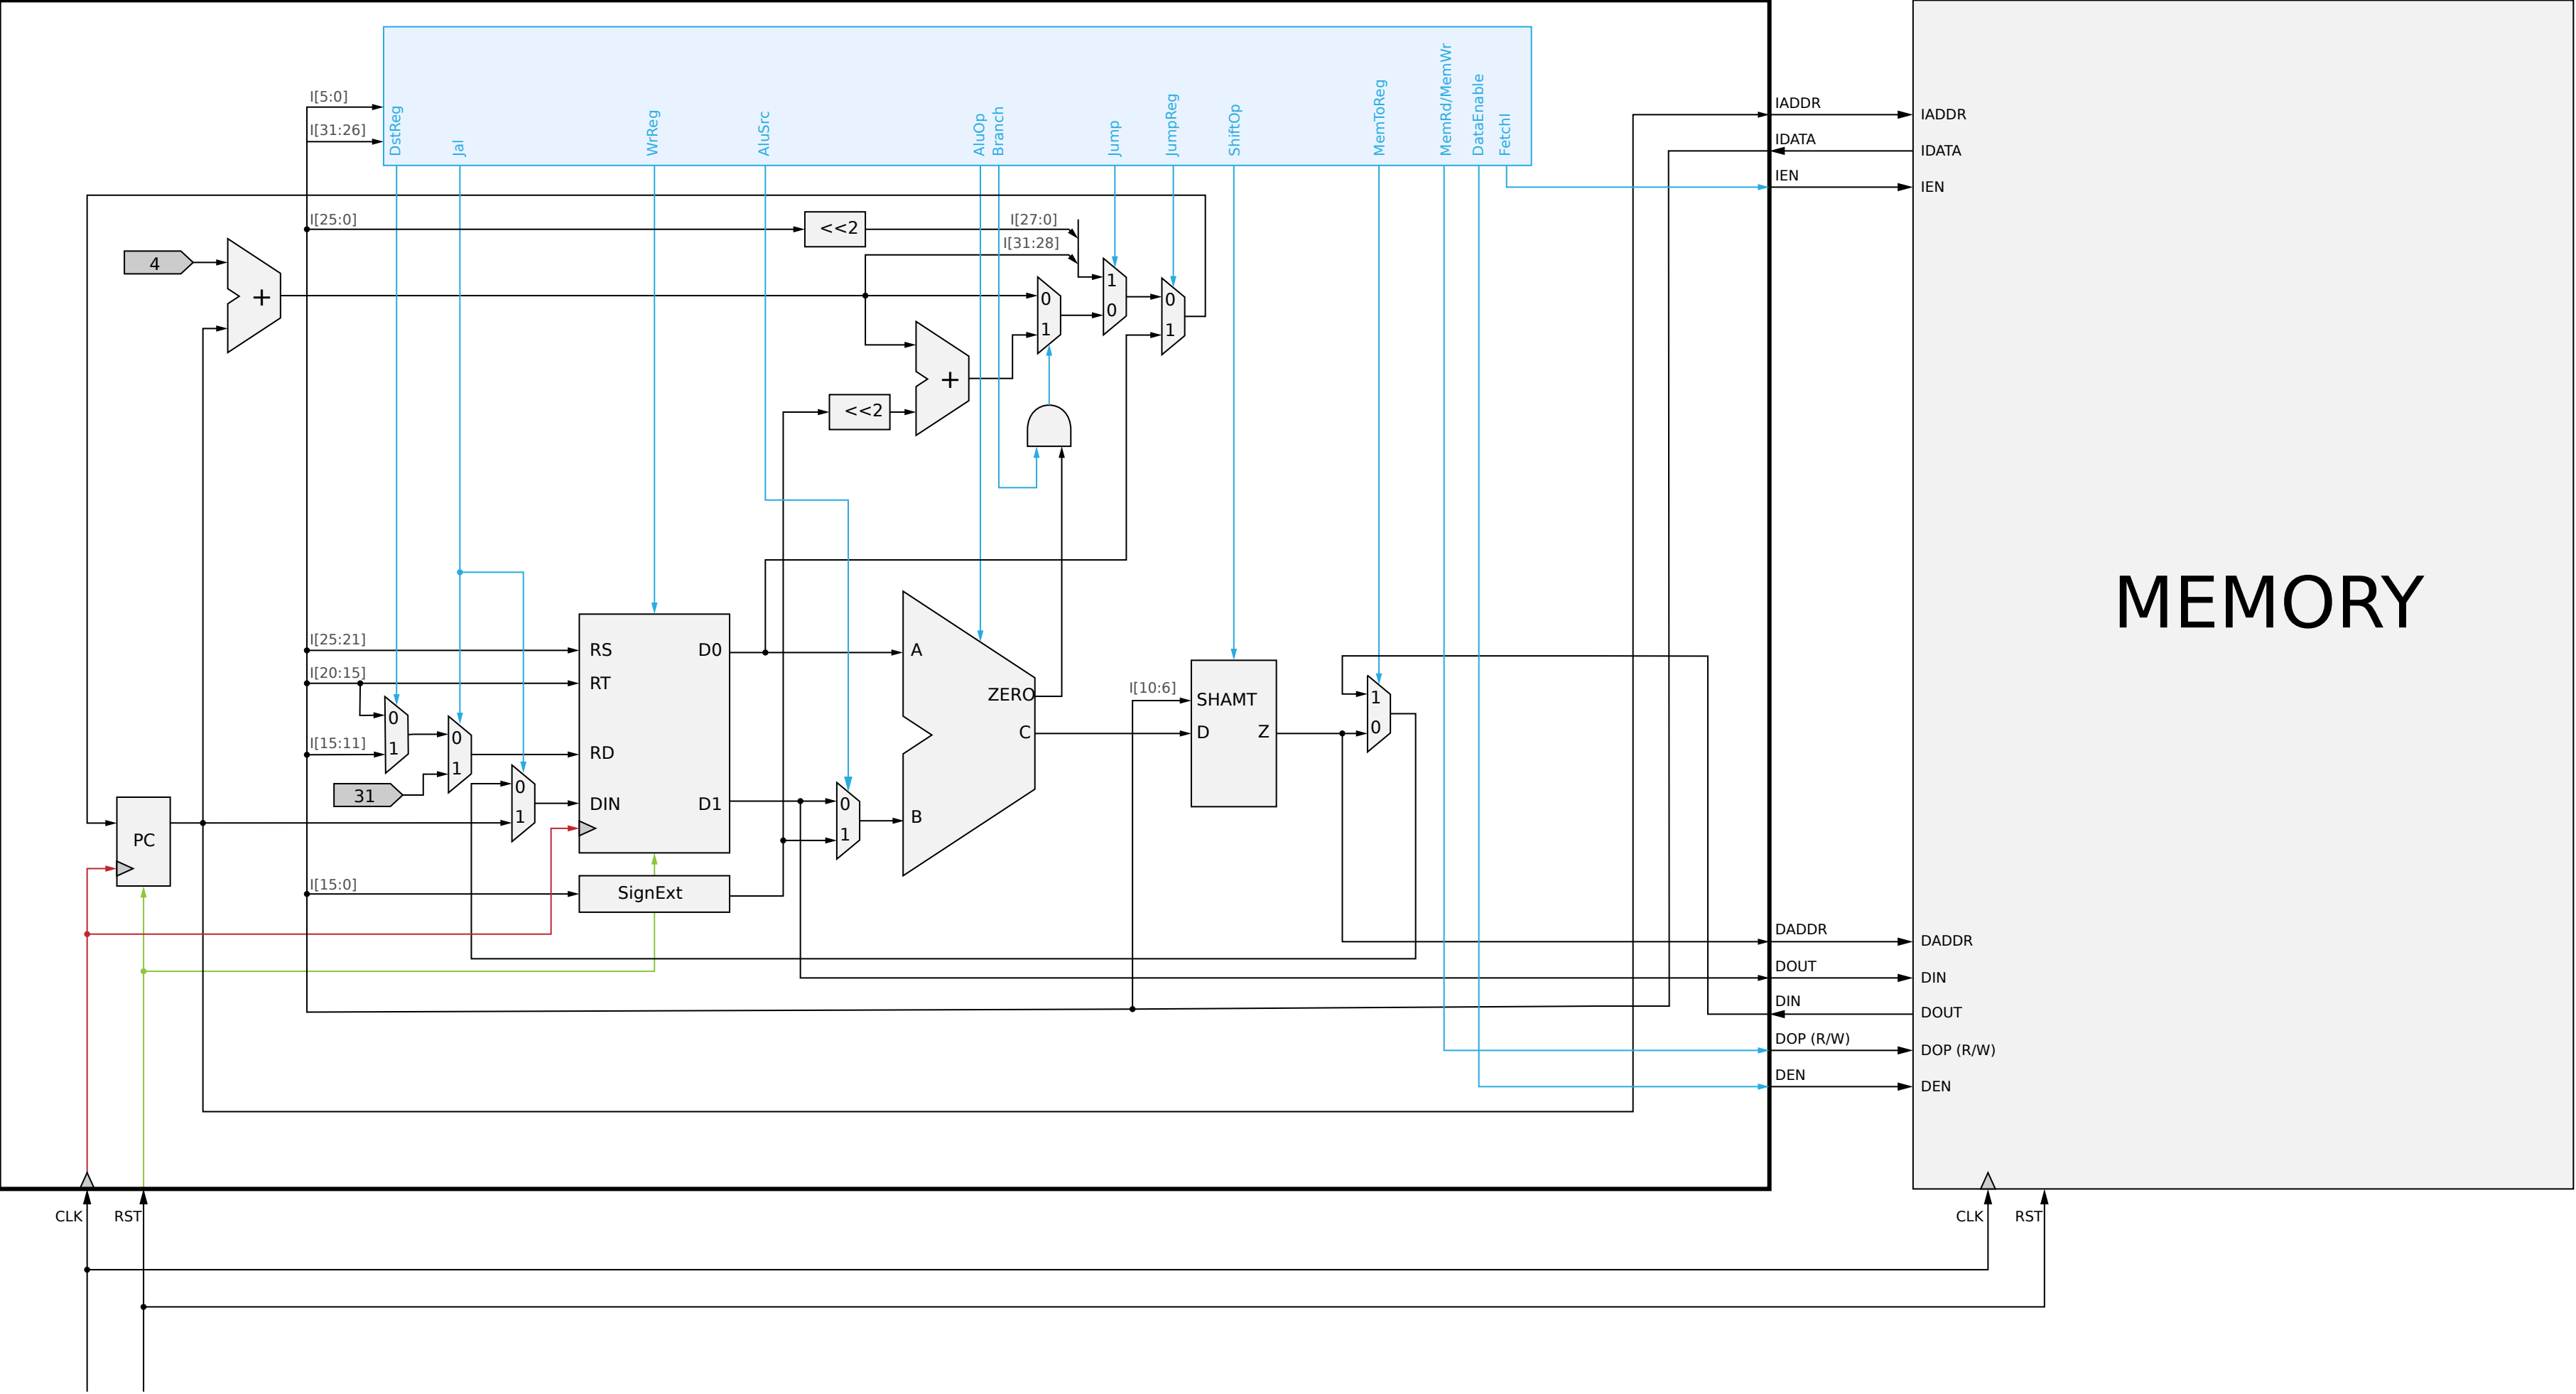 I[5:0]
I[31:26]
DstReg
Jal
WrReg
AluSrc
AluOp
Branch
Jump
JumpReg
ShiftOp
MemToReg
MemRd/MemWr
DataEnable
FetchI
IADDR
IADDR
IDATA
IDATA
IEN
IEN
I[25:0]
<<2
I[27:0]
I[31:28]
4
+
0
1
1
0
0
1
+
<<2
MEMORY
I[25:21]
RS
D0
A
I[20:15]
RT
ZERO
I[10:6]
SHAMT
1
0
0
1
I[15:11]
0
1
RD
C
D
Z
31
0
1
DIN
D1
0
1
B
PC
I[15:0]
SignExt
DADDR
DADDR
DOUT
DIN
DIN
DOUT
DOP (R/W)
DOP (R/W)
DEN
DEN
CLK
RST
CLK
RST